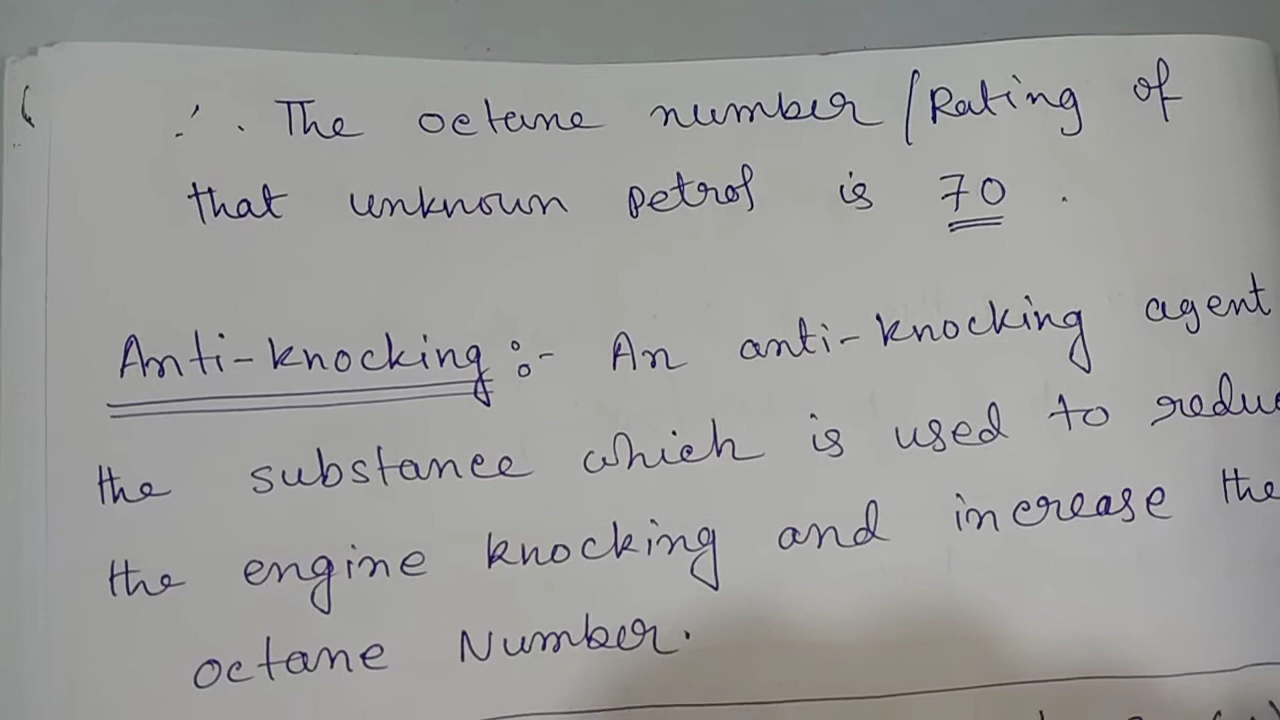 ∴ The octane number / Rating of
that unknown petrol is 70 .
Anti-knocking :- An anti-knocking agent
the substance which is used to redu
the engine knocking and increase the
octane Number.